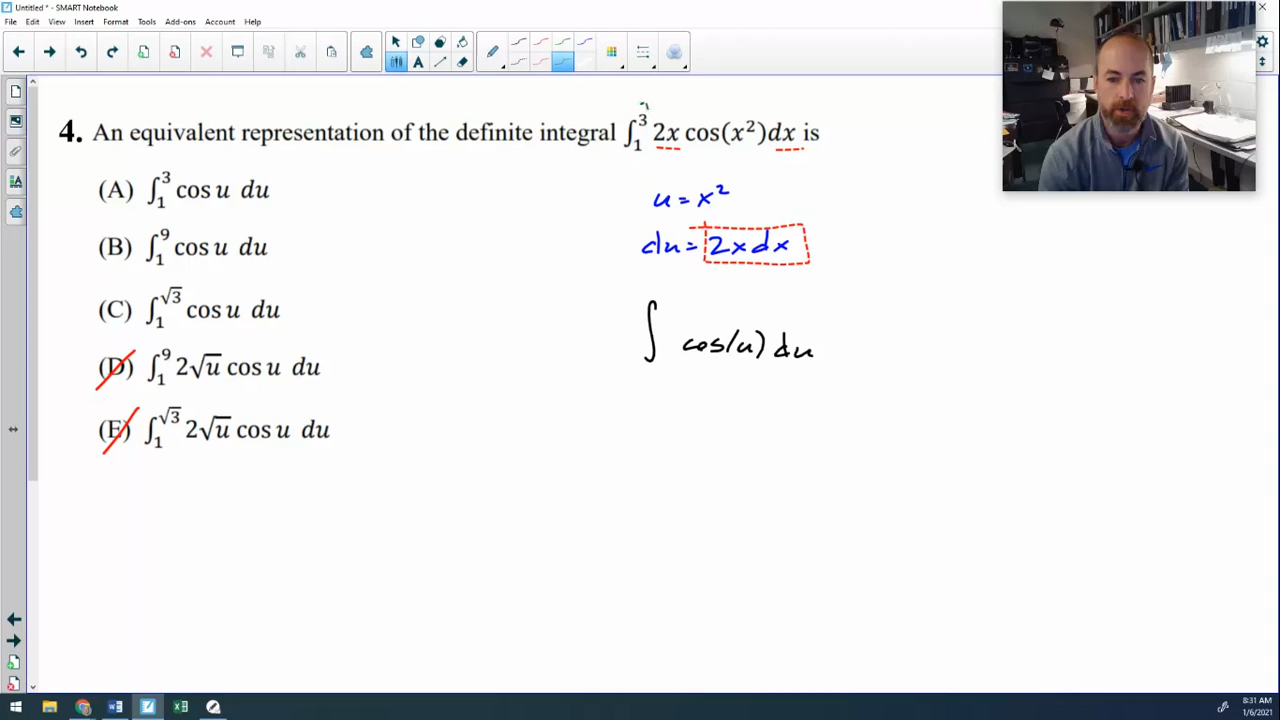 Untitled * - SMART Notebook
File Edit View Insert Format Tools Add-ons Account Help
4. An equivalent representation of the definite integral ∫₁³ 2x cos(x²)dx is
(A) ∫₁³ cos u du
(B) ∫₁⁹ cos u du
(C) ∫₁^√3 cos u du
(D) ∫₁⁹ 2√u cos u du
(E) ∫₁^√3 2√u cos u du
u = x²
du = 2x dx
∫ cos(u) du
8:31 AM
1/6/2021